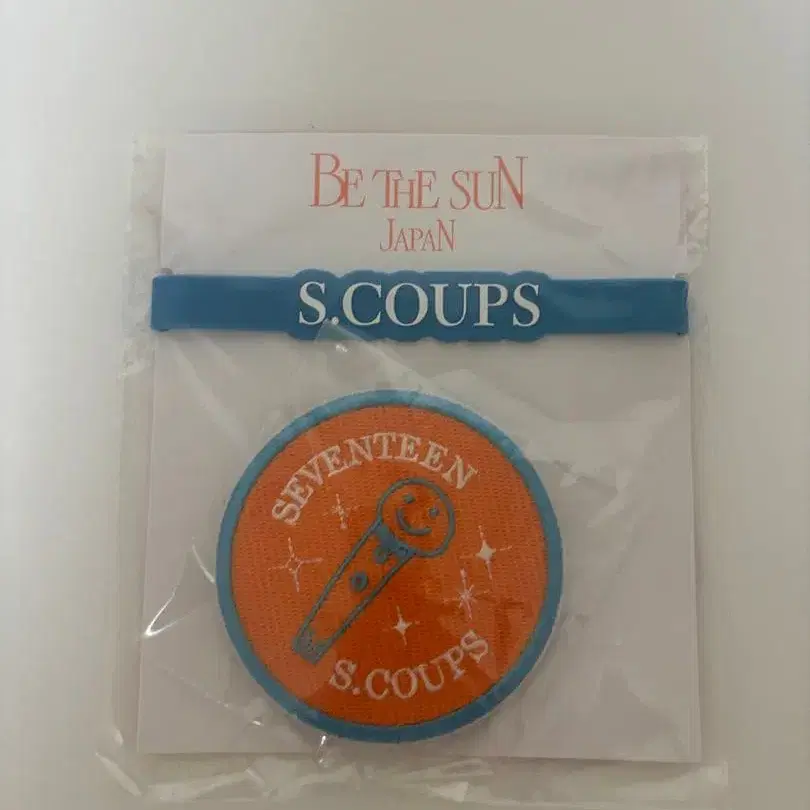 BE THE SUN
JAPAN
S.COUPS
SEVENTEEN
S.COUPS